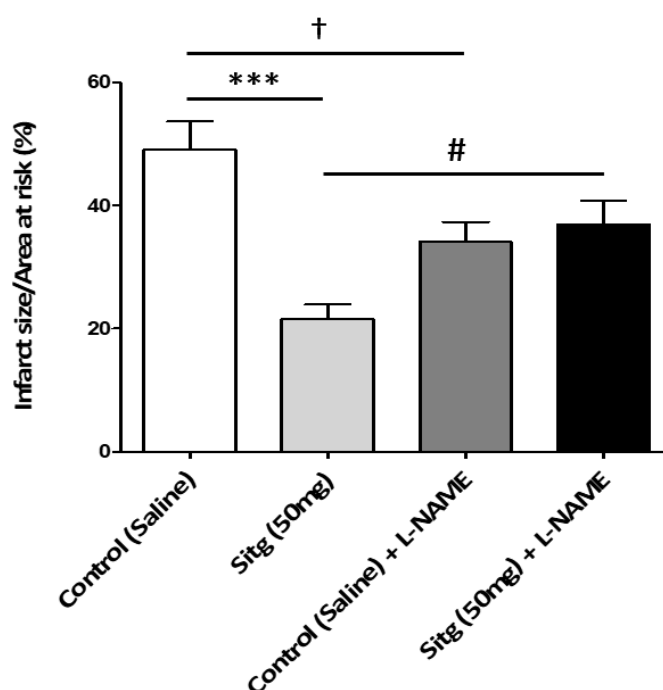 †
***
#
60
40
20
0
Infarct size/Area at risk (%)
Control (Saline)
Sitg (50mg)
Control (Saline) + L-NAME
Sitg (50mg) + L-NAME